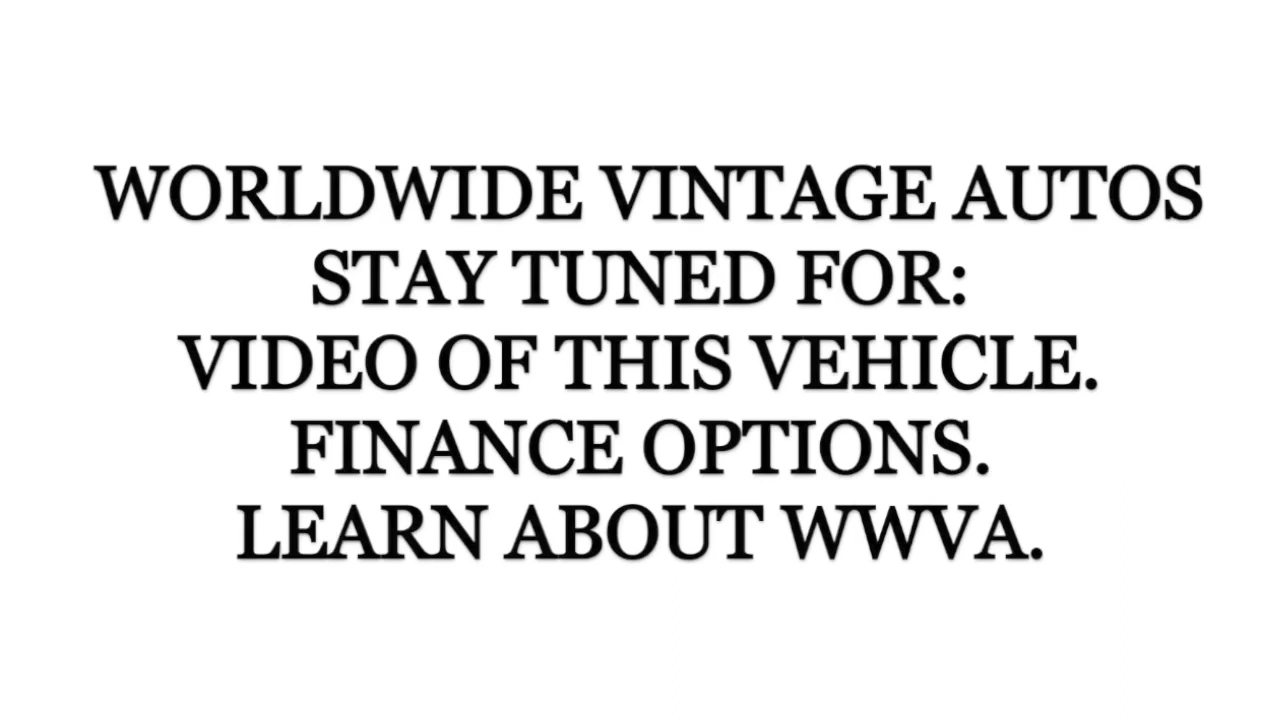 WORLDWIDE VINTAGE AUTOS
STAY TUNED FOR:
VIDEO OF THIS VEHICLE.
FINANCE OPTIONS.
LEARN ABOUT WWVA.